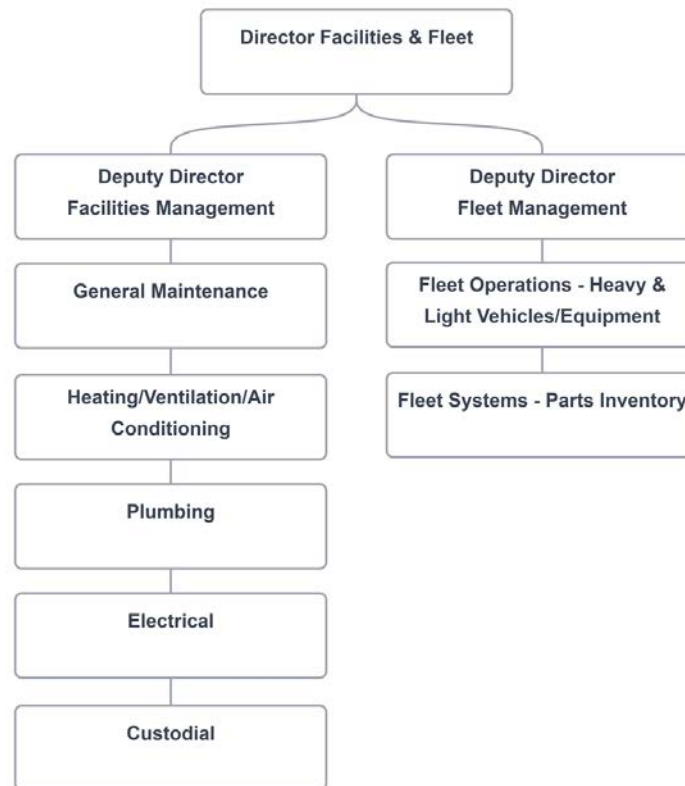 Director Facilities & Fleet
Deputy Director
Facilities Management
General Maintenance
Heating/Ventilation/Air
Conditioning
Plumbing
Electrical
Custodial
Deputy Director
Fleet Management
Fleet Operations - Heavy &
Light Vehicles/Equipment
Fleet Systems - Parts Inventory